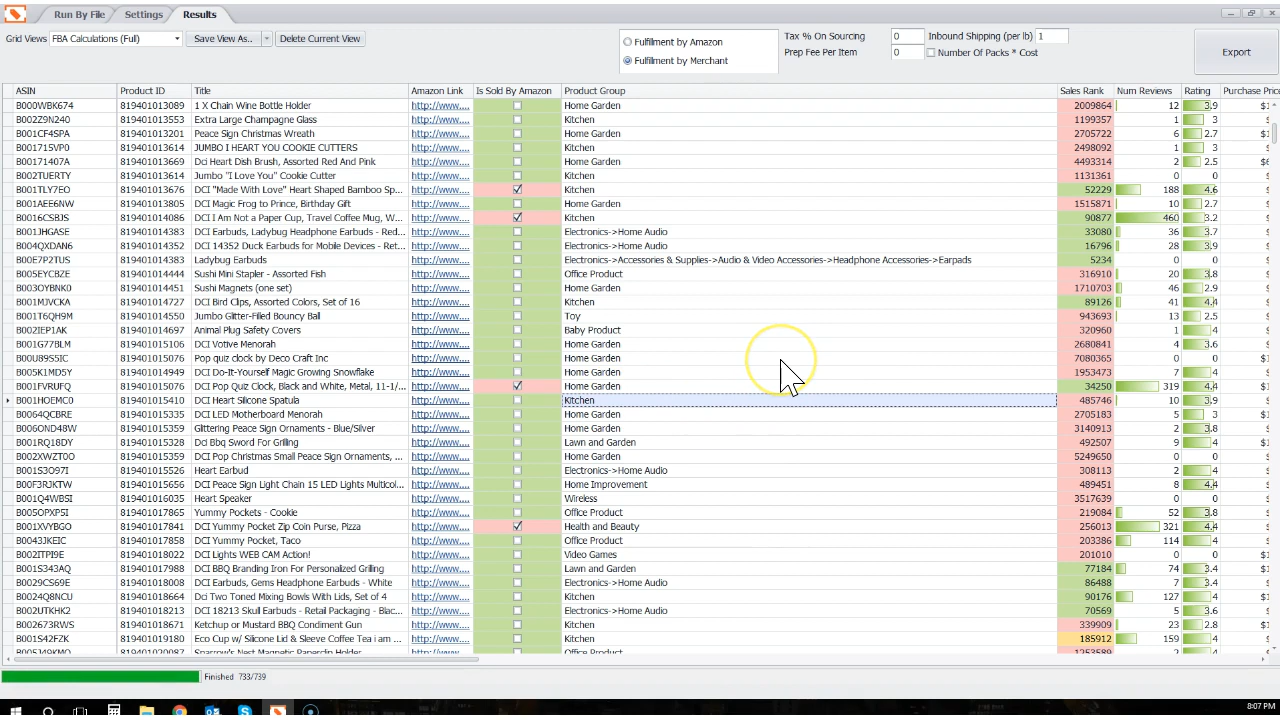 Run By File Settings Results
Grid Views FBA Calculations (Full) Save View As.. Delete Current View
Fulfillment by Amazon
Fulfillment by Merchant
Tax % On Sourcing 0 Inbound Shipping (per lb) 1
Prep Fee Per Item 0 Number Of Packs * Cost
Export
ASIN Product ID Title Amazon Link Is Sold By Amazon Product Group Sales Rank Num Reviews Rating Purchase Pric
B000WBK674 819401013089 1 X Chain Wine Bottle Holder http://www.... Home Garden 2009864 12 3.9 $1
B002Z9N240 819401013553 Extra Large Champagne Glass http://www.... Kitchen 1199357 1 3 $
B001CF4SPA 819401013201 Peace Sign Christmas Wreath http://www.... Home Garden 2705722 6 2.7 $1
B001715VP0 819401013614 JUMBO I HEART YOU COOKIE CUTTERS http://www.... Kitchen 2498092 1 3 $
B00171407A 819401013669 Dci Heart Dish Brush, Assorted Red And Pink http://www.... Home Garden 4493314 2 2.5 $6
B002TUERTY 819401013614 Jumbo "I Love You" Cookie Cutter http://www.... Kitchen 1131361 0 0 $
B001TLY7EO 819401013676 DCI "Made With Love" Heart Shaped Bamboo Sp... http://www.... Kitchen 52229 188 4.6 $
B001AEE6NW 819401013805 Magic Frog to Prince, Birthday Gift http://www.... Home Garden 1515871 10 2.7 $
B0016CSBJS 819401014086 DCI I Am Not a Paper Cup, Travel Coffee Mug, W... http://www.... Kitchen 90877 460 3.2 $
B001JHGASE 819401014383 DCI Earbuds, Ladybug Headphone Earbuds - Red... http://www.... Electronics->Home Audio 33080 36 3.7 $
B004QXDAN6 819401014352 DCI 14352 Duck Earbuds for Mobile Devices - Ret... http://www.... Electronics->Home Audio 16796 28 3.9 $
B00E7P2TUS 819401014383 Ladybug Earbuds http://www.... Electronics->Accessories & Supplies->Audio & Video Accessories->Headphone Accessories->Earpads 5234 0 0 $
B005EYCBZE 819401014444 Sushi Mini Stapler - Assorted Fish http://www.... Office Product 316910 20 3.8 $
B003OYBNK0 819401014451 Sushi Magnets (one set) http://www.... Home Garden 1710703 46 2.9 $
B001MJVCKA 819401014727 DCI Bird Clips, Assorted Colors, Set of 16 http://www.... Kitchen 89126 41 4.4 $
B001T6Q9HM 819401014550 Jumbo Glitter-Filled Bouncy Ball http://www.... Toy 943693 13 2.5 $
B002IEP1AK 819401014697 Animal Plug Safety Covers http://www.... Baby Product 320960 1 4 $
B001G77BLM 819401015106 DCI Votive Menorah http://www.... Home Garden 2680841 4 3.6 $
B00U89S5IC 819401015076 Pop quiz clock by Deco Craft Inc http://www.... Home Garden 7080365 0 0 $1
B005K1MD5Y 819401014949 DCI Do-It-Yourself Magic Growing Snowflake http://www.... Home Garden 1953473 7 4 $
B001FVRUFQ 819401015076 DCI Pop Quiz Clock, Black and White, Metal, 11-1/... http://www.... Home Garden 34250 319 4.4 $1
B001HOEMC0 819401015410 DCI Heart Silicone Spatula http://www.... Kitchen 485746 10 3.9 $
B0064QCBRE 819401015335 DCI LED Motherboard Menorah http://www.... Home Garden 2705183 5 3 $
B006OND48W 819401015311 Glittering Peace Sign Ornaments - Blue/Silver http://www.... Home Garden 3140913 2 3.8 $
B001RQ18DY 819401015328 Dci Bbq Sword For Grilling http://www.... Lawn and Garden 492507 9 4 $1
B002XWZT0O 819401015359 DCI Pop Christmas Small Peace Sign Ornaments, ... http://www.... Home Garden 5249650 0 0 $
B001S3O97I 819401015526 Heart Earbud http://www.... Electronics->Home Audio 308113 2 4 $
B00F3RJKTW 819401015656 DCI Peace Sign Light Chain 15 LED Lights Multicol... http://www.... Home Improvement 489451 8 4.4 $
B001Q4WBSI 819401016035 Heart Speaker http://www.... Wireless 3517639 0 0 $
B005OPXP5I 819401017865 Yummy Pockets - Cookie http://www.... Office Product 219084 52 3.8 $
B001XVYBGO 819401017841 DCI Yummy Pocket Zip Coin Purse, Pizza http://www.... Health and Beauty 256013 321 4.4 $
B0043JKEIC 819401017858 DCI Yummy Pocket, Taco http://www.... Office Product 203386 114 4 $
B002ITPI9E 819401018022 DCI Lights WEB CAM Action! http://www.... Video Games 201010 0 0 $
B001S343AQ 819401017988 DCI BBQ Branding Iron For Personalized Grilling http://www.... Lawn and Garden 77184 74 3.4 $
B0029CS69E 819401018008 DCI Earbuds, Gems Headphone Earbuds - White http://www.... Electronics->Home Audio 86488 7 3.4 $
B0024Q8NCU 819401018664 Dci Two Toned Mixing Bowls With Lids, Set of 4 http://www.... Kitchen 90176 127 4 $
B002UTKHK2 819401018213 DCI 18213 Skull Earbuds - Retail Packaging - Blac... http://www.... Electronics->Home Audio 70569 5 3.6 $
B002673RWS 819401018671 Ketchup or Mustard BBQ Condiment Gun http://www.... Kitchen 339909 23 2.8 $
B001S42FZK 819401019180 Eco Cup w/ Silicone Lid & Sleeve Coffee Tea i am ... http://www.... Kitchen 185912 159 4 $
B005J49KMO 819401020087 Sparrow's Nest Magnetic Paperclip Holder http://www.... Office Product 1253589 2 4 $
Finished 733/739
8:07 PM